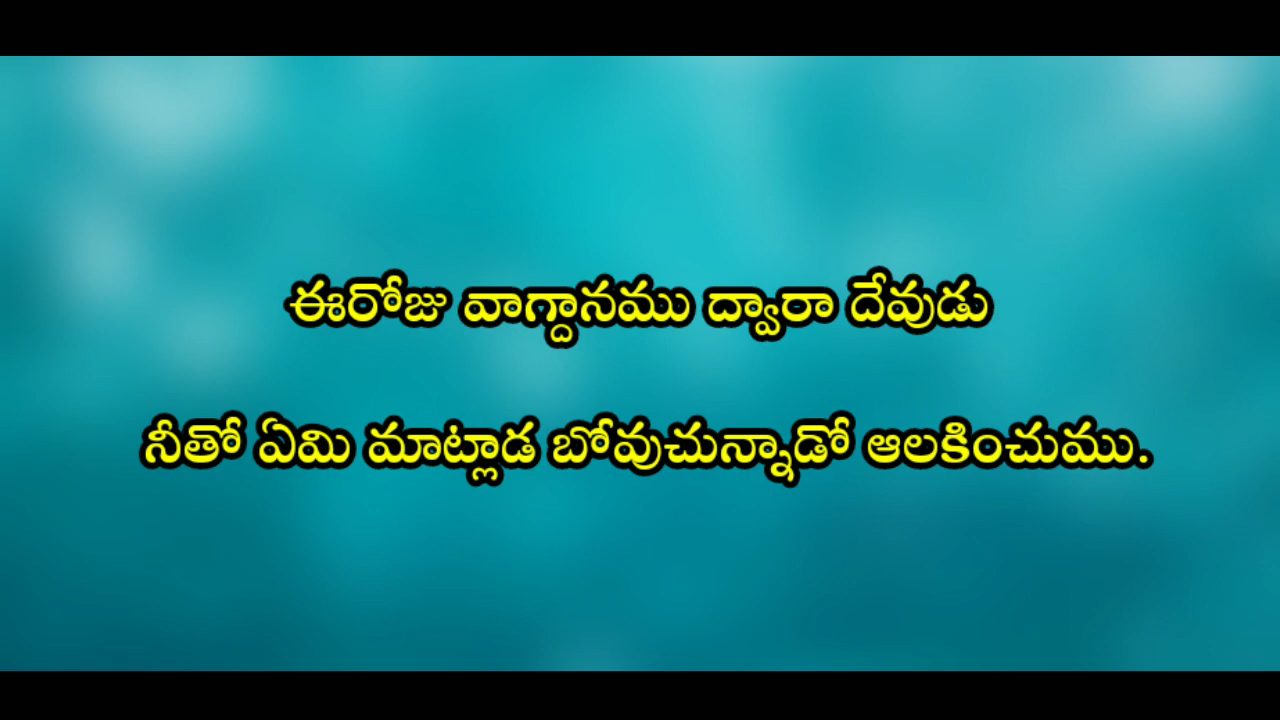 ఈరోజు వాగ్దానము ద్వారా దేవుడు
నీతో ఏమి మాట్లాడ బోవుచున్నాడో ఆలకించుము.